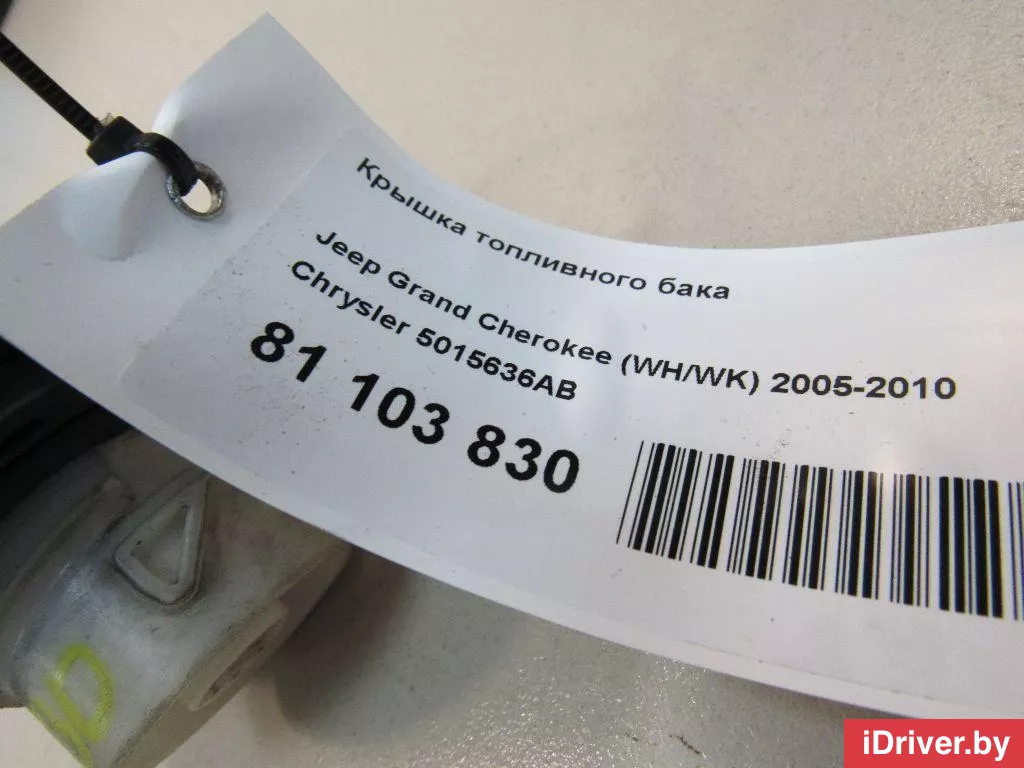 Крышка топливного бака
Jeep Grand Cherokee (WH/WK) 2005-2010
Chrysler 5015636AB
81 103 830
iDriver.by